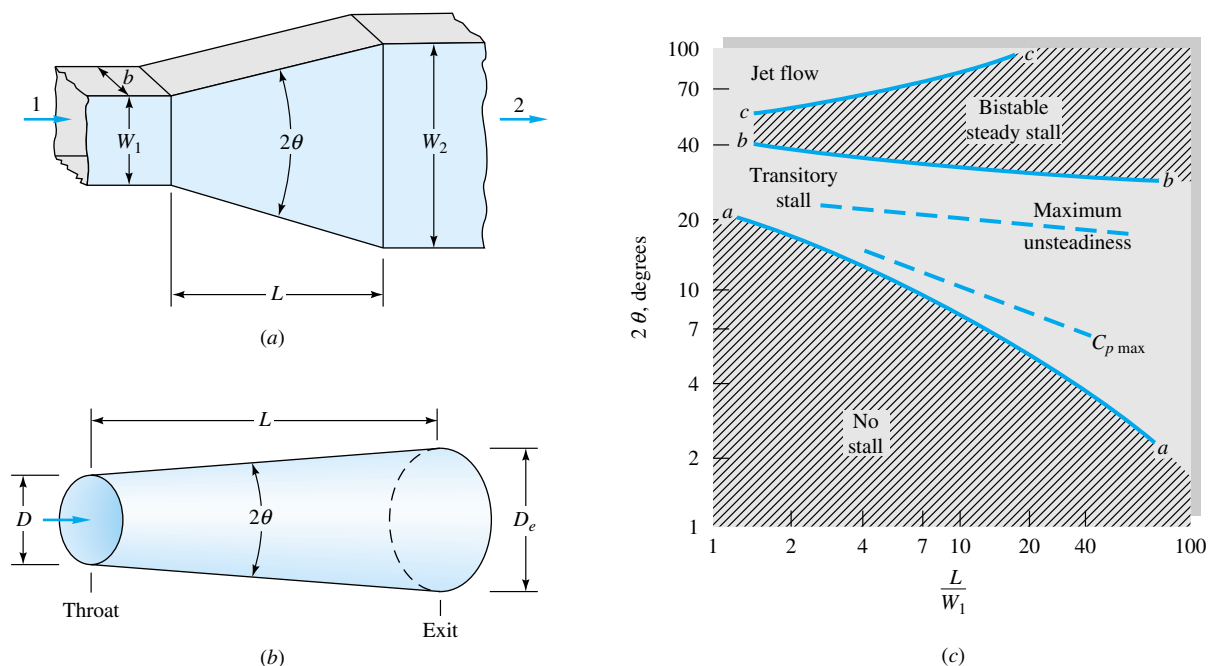 b
1
W1
2θ
W2
2
L
(a)
L
D
2θ
De
Throat
Exit
(b)
100
70
40
20
10
7
4
2
1
2 θ, degrees
Jet flow
c
c
Bistable
steady stall
b
b
Transitory
stall
a
Maximum
unsteadiness
Cp max
No
stall
a
1
2
4
7
10
20
40
100
L
W1
(c)